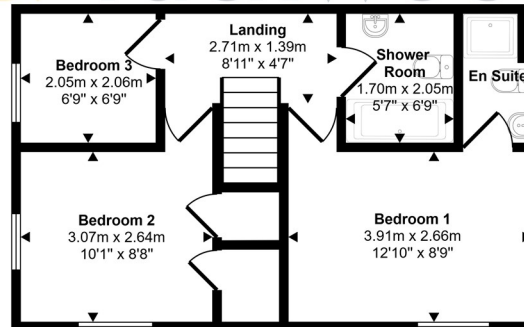 Landing
2.71m x 1.39m
8'11" x 4'7"
Bedroom 3
2.05m x 2.06m
6'9" x 6'9"
Shower
Room
1.70m x 2.05m
5'7" x 6'9"
En Suite
Bedroom 2
3.07m x 2.64m
10'1" x 8'8"
Bedroom 1
3.91m x 2.66m
12'10" x 8'9"